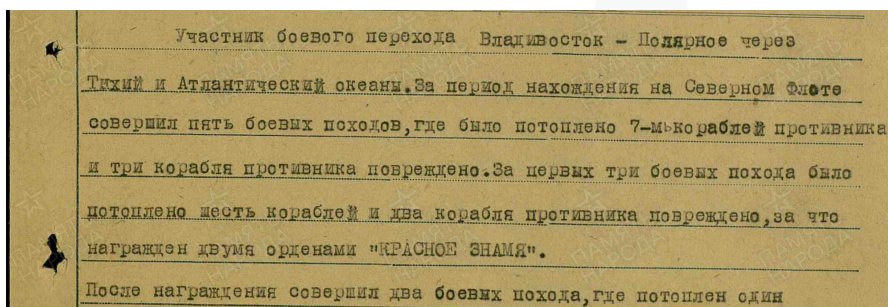 Участник боевого перехода Владивосток - Полярное через
Тихий и Атлантический океаны.За период нахождения на Северном Флоте
совершил пять боевых походов,где было потоплено 7-мькораблей противника
и три корабля противника повреждено.За первых три боевых похода было
потоплено шесть кораблей и два корабля противника повреждено,за что
награжден двумя орденами "КРАСНОЕ ЗНАМЯ".
После награждения совершил два боевых похода,где потоплен один